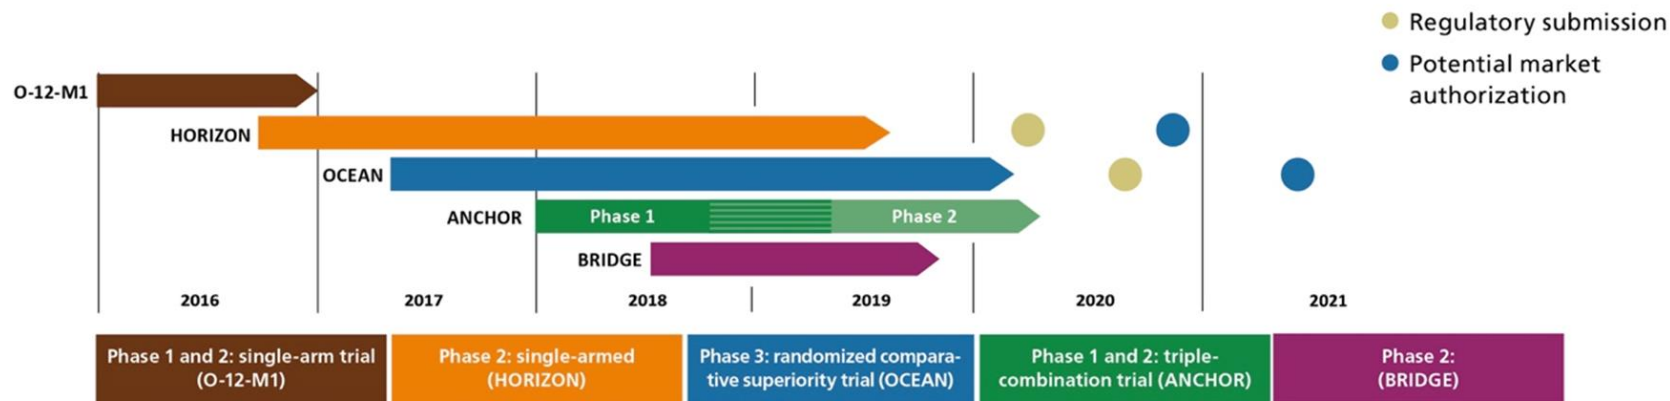 Regulatory submission
Potential market
authorization
O-12-M1
HORIZON
OCEAN
ANCHOR
Phase 1
Phase 2
BRIDGE
2016
2017
2018
2019
2020
2021
Phase 1 and 2: single-arm trial
(O-12-M1)
Phase 2: single-armed
(HORIZON)
Phase 3: randomized compara-
tive superiority trial (OCEAN)
Phase 1 and 2: triple-
combination trial (ANCHOR)
Phase 2:
(BRIDGE)